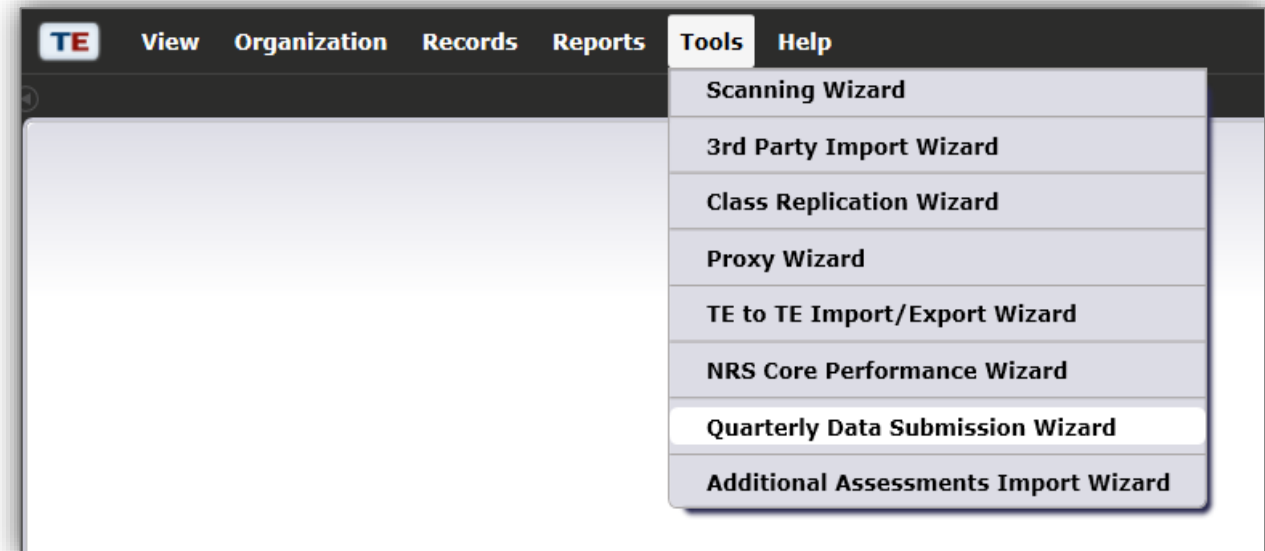 TE View Organization Records Reports Tools Help
Scanning Wizard
3rd Party Import Wizard
Class Replication Wizard
Proxy Wizard
TE to TE Import/Export Wizard
NRS Core Performance Wizard
Quarterly Data Submission Wizard
Additional Assessments Import Wizard